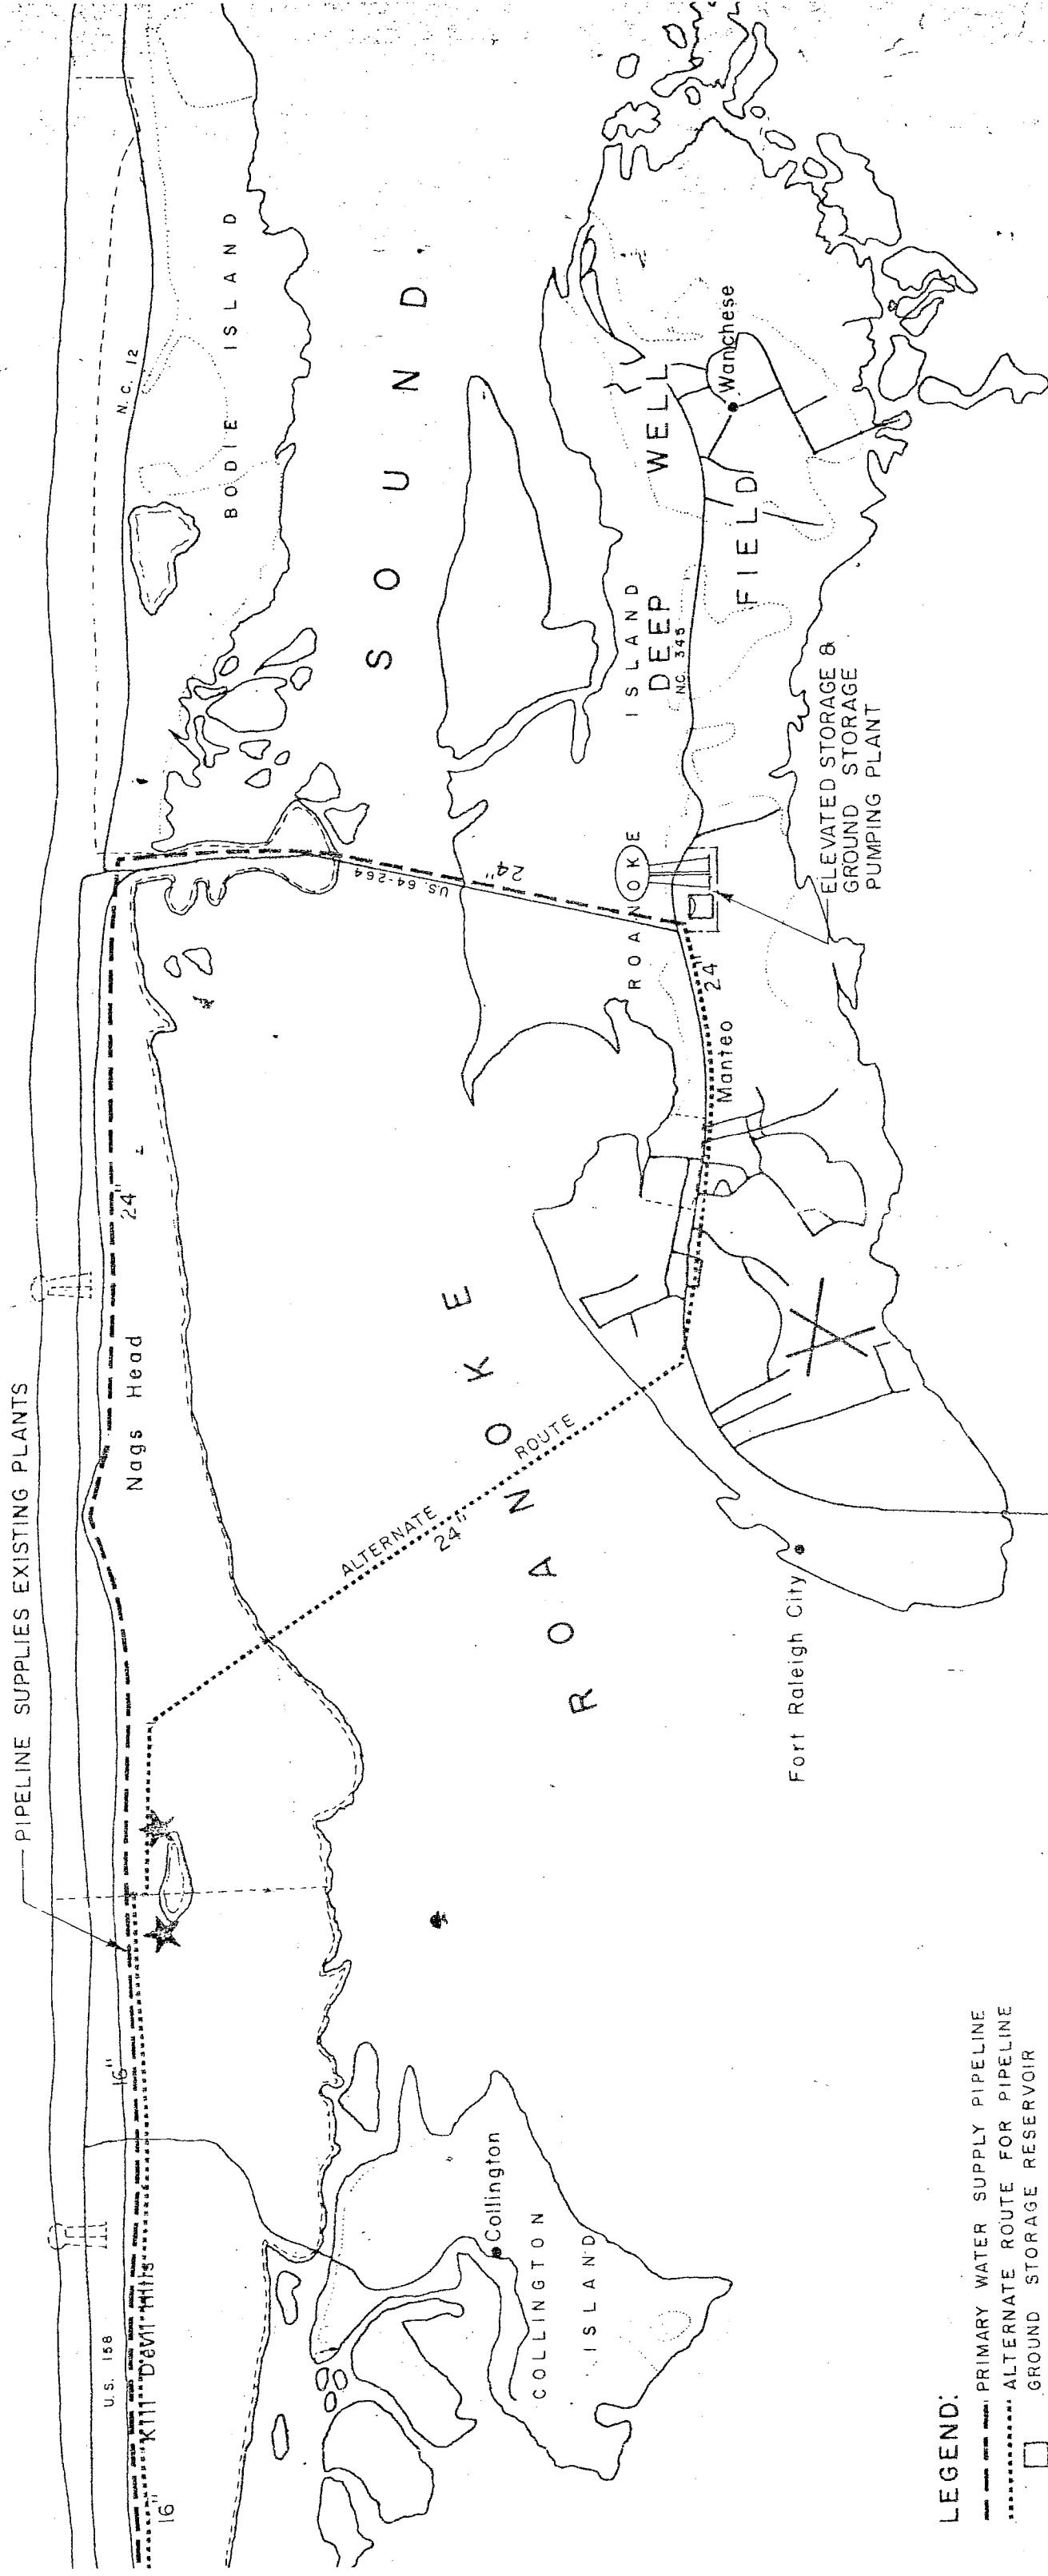 PIPELINE SUPPLIES EXISTING PLANTS
N.C. 12
BODIE ISLAND
SOUND
24"
Nags Head
U.S. 64-264
24"
ROANOKE
ISLAND
DEEP
WELL
FIELD
N.C. 345
Wanchese
ELEVATED STORAGE &
GROUND STORAGE
PUMPING PLANT
24"
Manteo
ROANOKE
ALTERNATE ROUTE
24"
Fort Raleigh City
16"
U.S. 158
Kill Devil Hills
16"
Collington
COLLINGTON
ISLAND
LEGEND:
PRIMARY WATER SUPPLY PIPELINE
ALTERNATE ROUTE FOR PIPELINE
GROUND STORAGE RESERVOIR